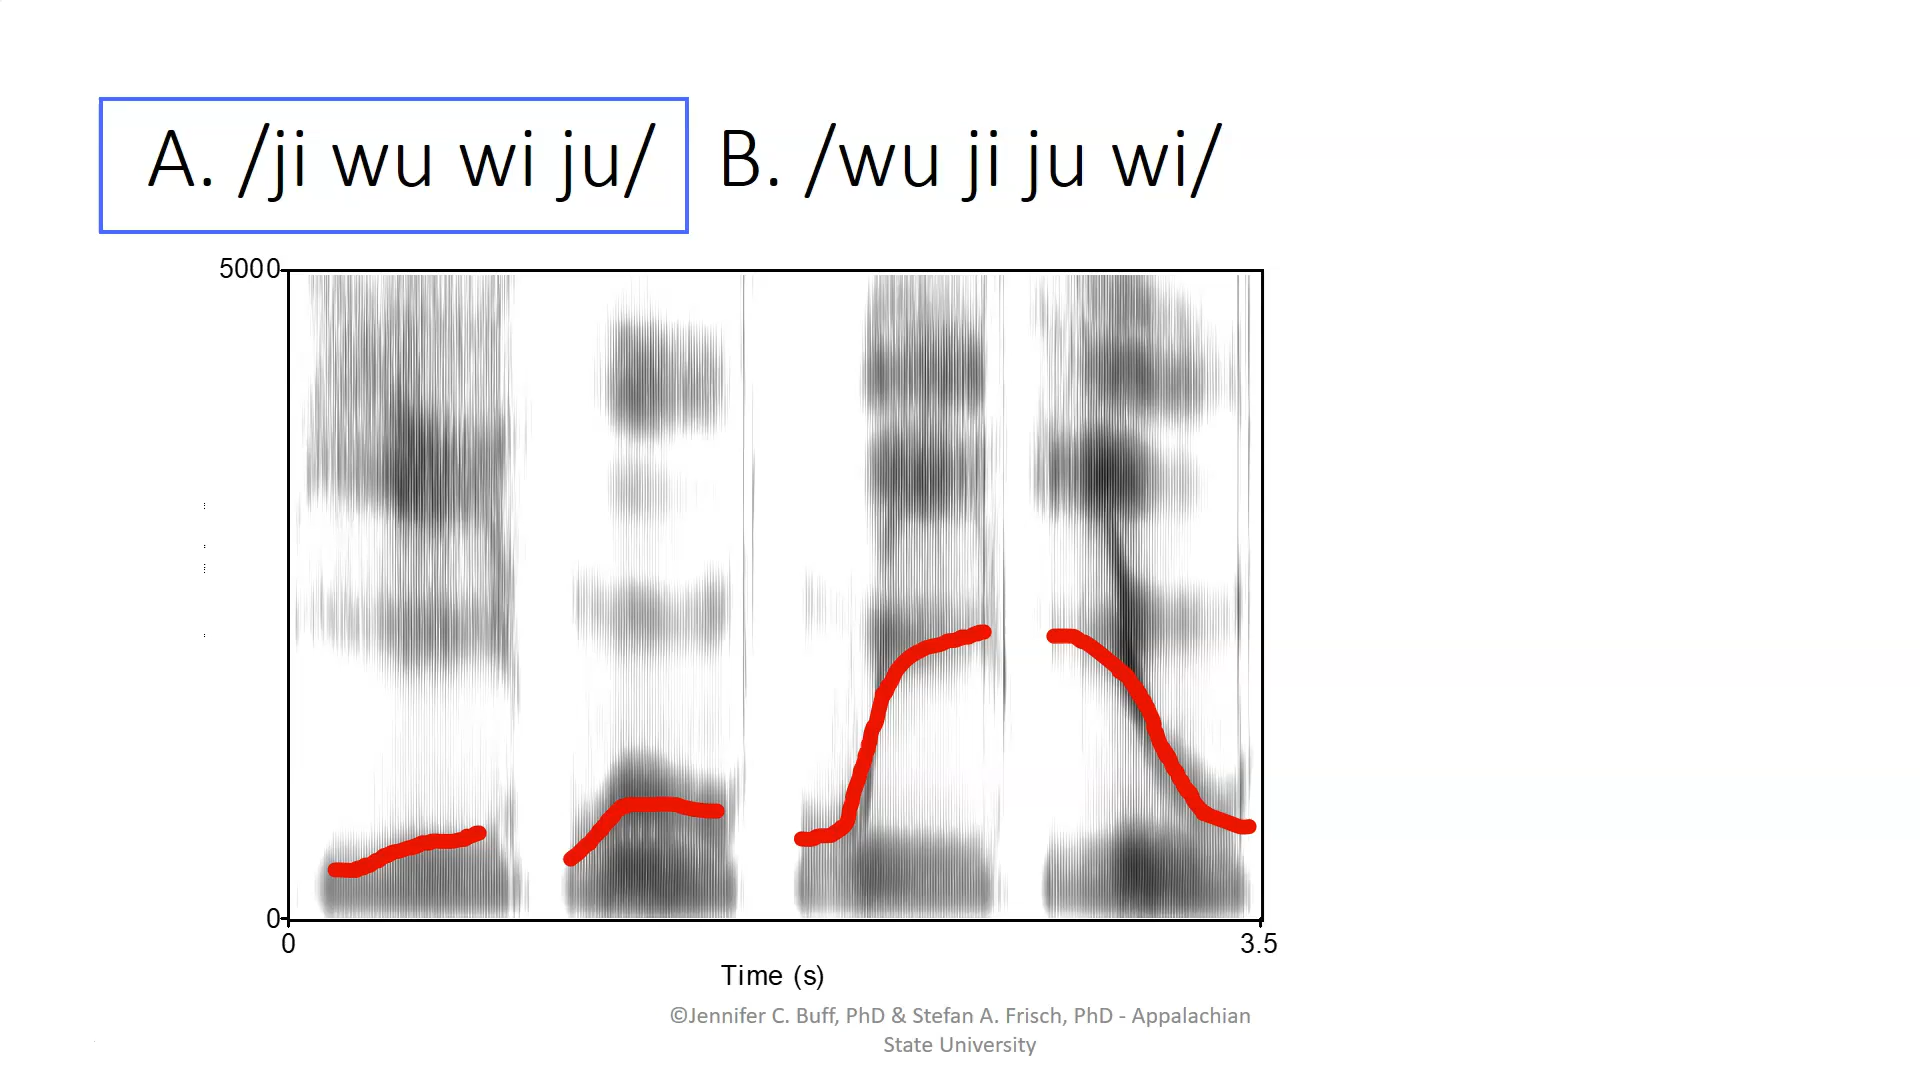 A. /ji wu wi ju/ B. /wu ji ju wi/
5000
0
0 3.5
Time (s)
©Jennifer C. Buff, PhD & Stefan A. Frisch, PhD - Appalachian
State University